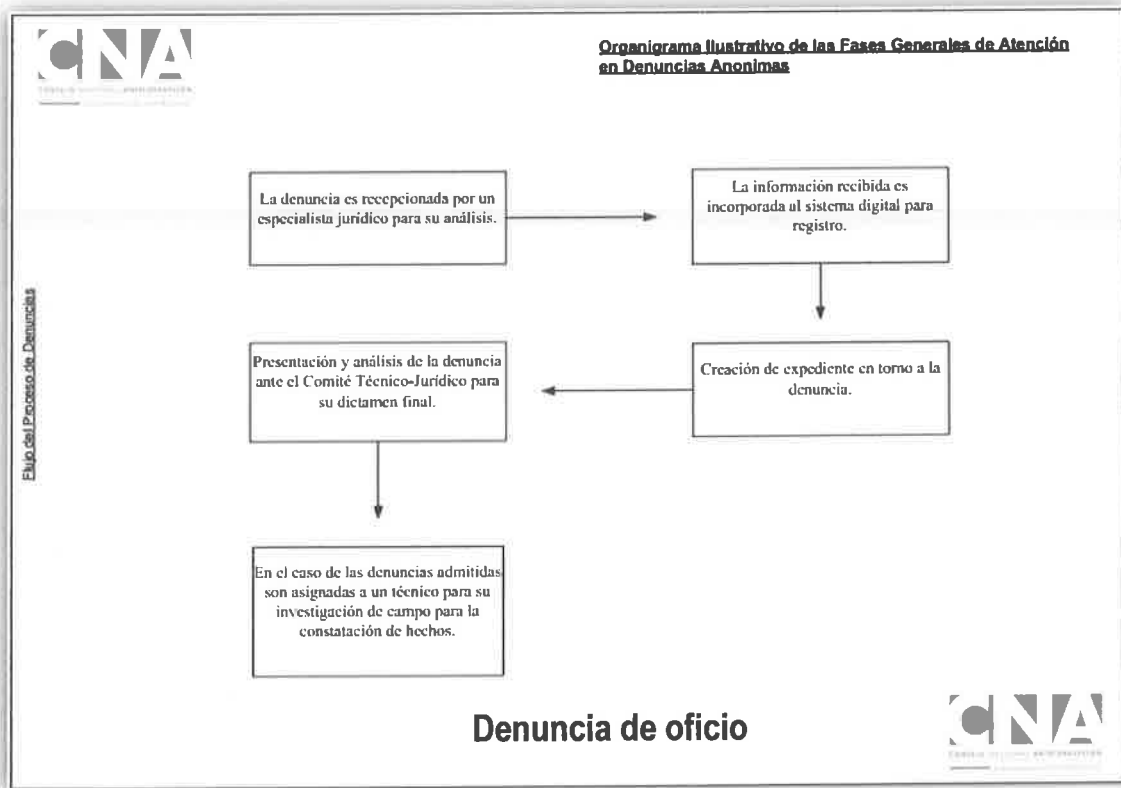 CNA
Organigrama Ilustrativo de las Fases Generales de Atención
en Denuncias Anonimas
La denuncia es recepcionada por un
especialista jurídico para su análisis.
La información recibida es
incorporada al sistema digital para
registro.
Flujo del Proceso de Denuncias
Presentación y análisis de la denuncia
ante el Comité Técnico-Jurídico para
su dictamen final.
Creación de expediente en torno a la
denuncia.
En el caso de las denuncias admitidas
son asignadas a un técnico para su
investigación de campo para la
constatación de hechos.
Denuncia de oficio
CNA